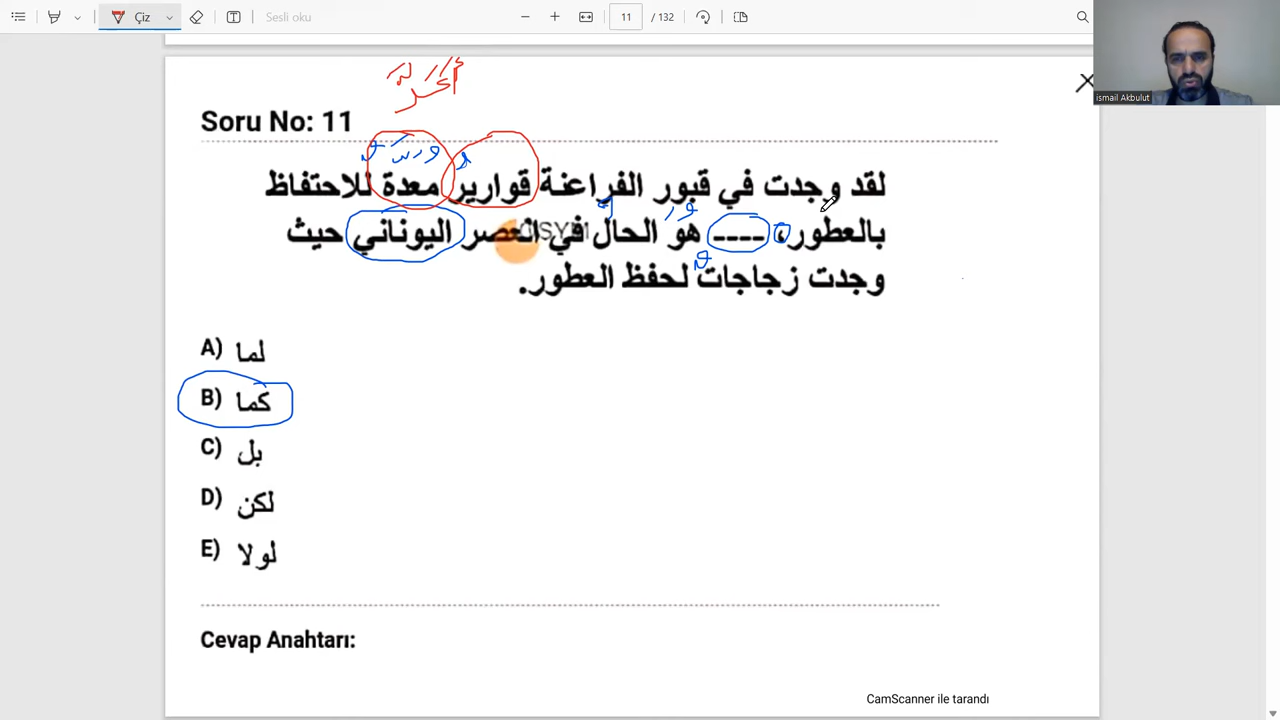 Çiz
Sesli oku
11
/ 132
ismail Akbulut
Soru No: 11
لقد وجدت في قبور الفراعنة قوارير معدة للاحتفاظ
بالعطور، ---- هو الحال في العصر اليوناني حيث
وجدت زجاجات لحفظ العطور.
A) لما
B) كما
C) بل
D) لكن
E) لولا
Cevap Anahtarı:
CamScanner ile tarandı